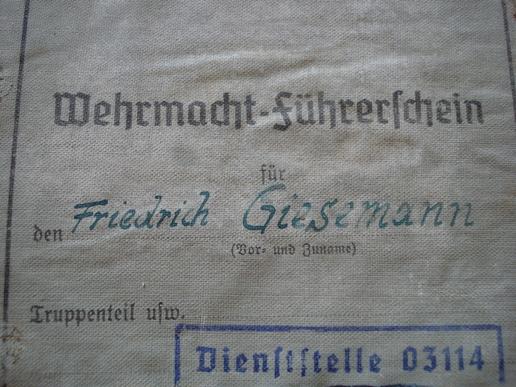 Wehrmacht-Führerschein
für
den Friedrich Giesemann
(Vor- und Zuname)
Truppenteil usw.
Dienststelle 03114